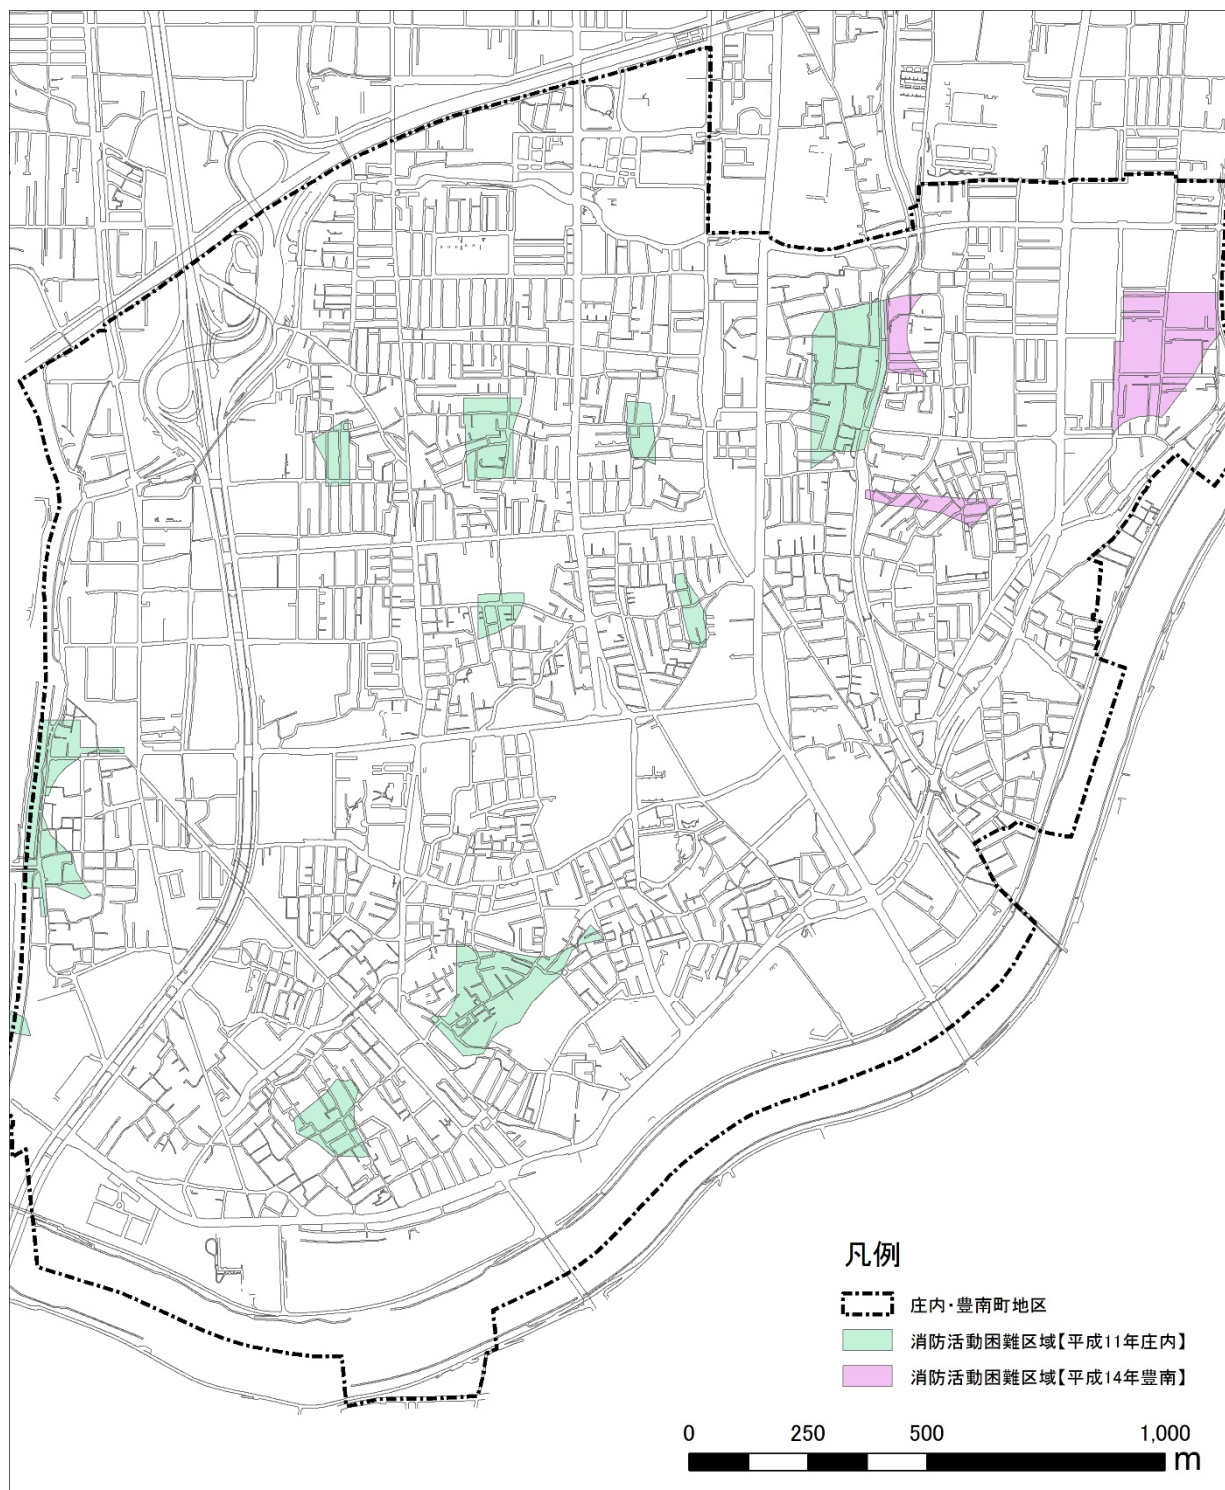 凡例
庄内・豊南町地区
消防活動困難区域【平成11年庄内】
消防活動困難区域【平成14年豊南】
0 250 500 1,000
m